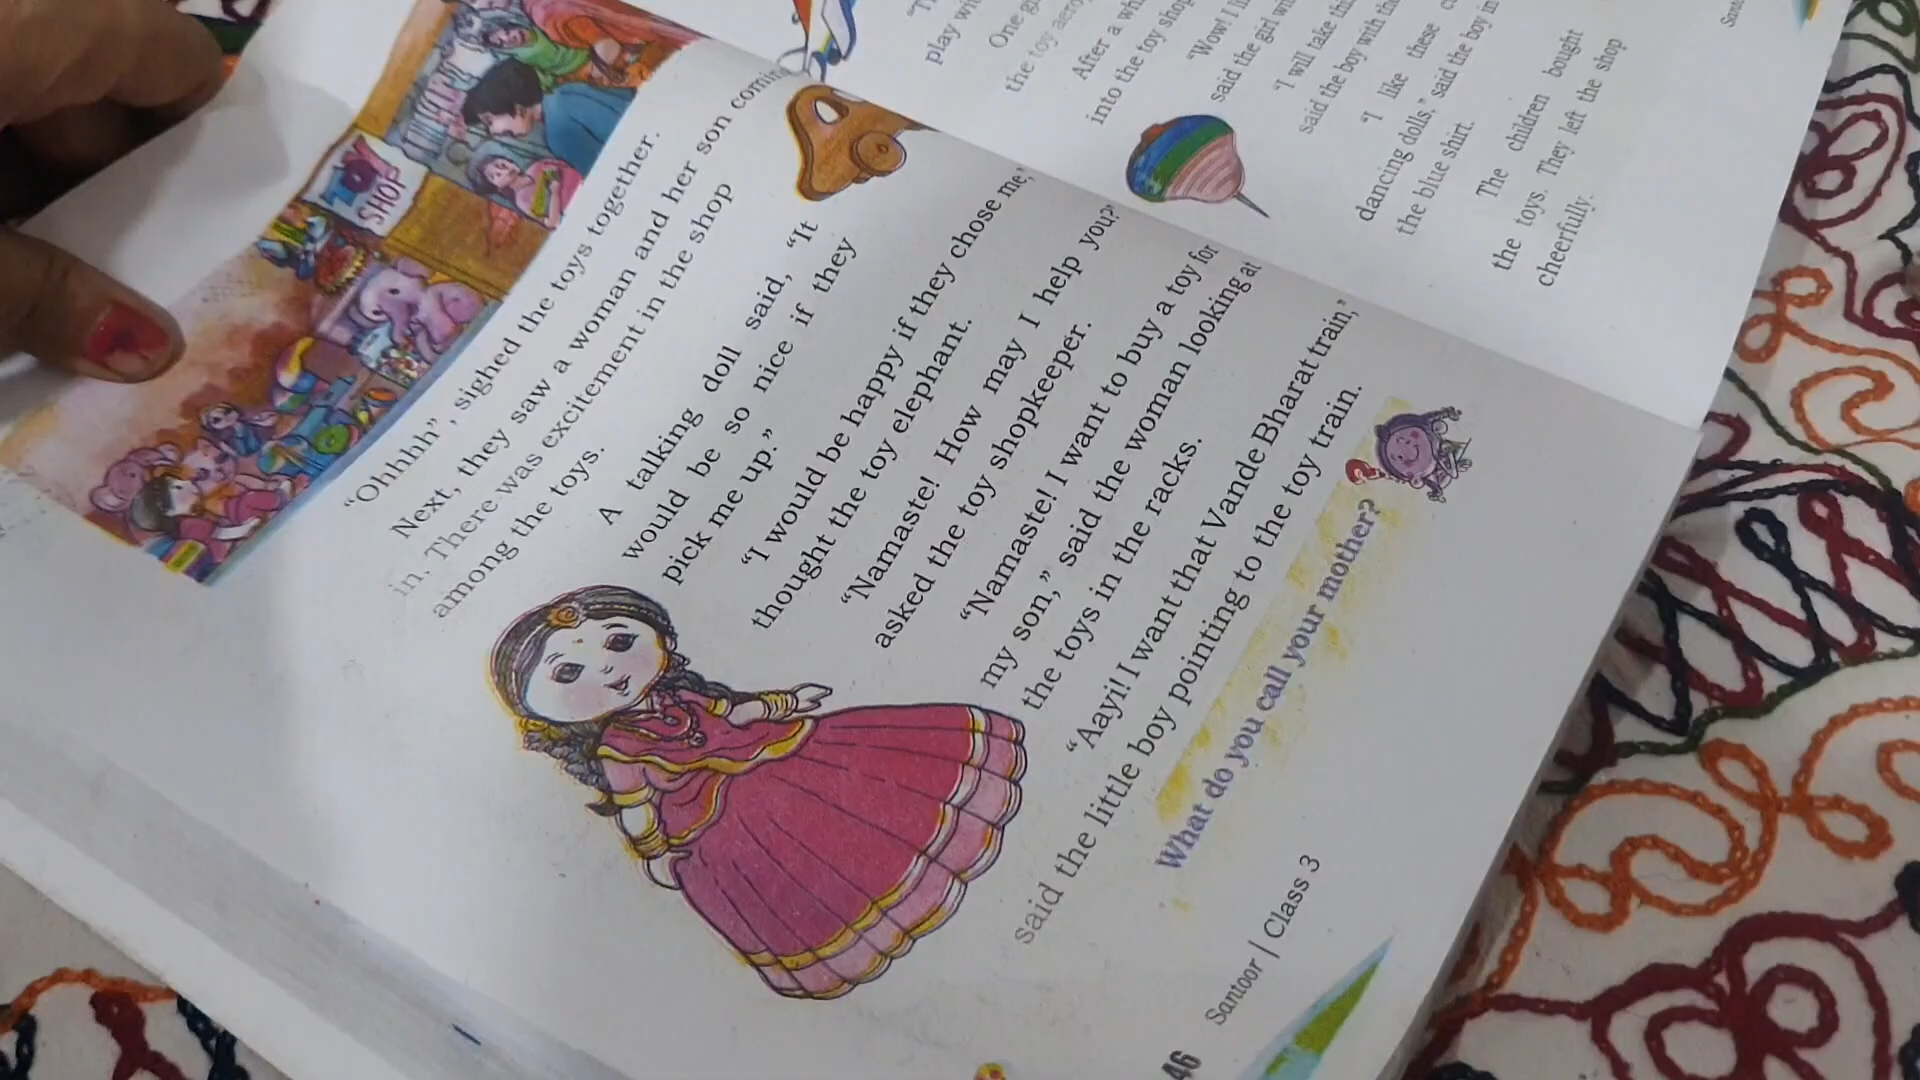 TOY
SHOP
"Ohhhh", sighed the toys together.
Next, they saw a woman and her son coming
in. There was excitement in the shop
among the toys.
A talking doll said, "It
would be so nice if they
pick me up."
"I would be happy if they chose me,"
thought the toy elephant.
"Namaste! How may I help you?"
asked the toy shopkeeper.
"Namaste! I want to buy a toy for
my son," said the woman looking at
the toys in the racks.
"Aayi! I want that Vande Bharat train,"
said the little boy pointing to the toy train.
What do you call your mother?
46
Santoor | Class 3
play
One
the toy
After a
into the toy shop
"Wow! I
said the girl
"I will take
said the boy with
"I like these
dancing dolls," said the boy in
the blue shirt.
The children bought
the toys. They left the shop
cheerfully.